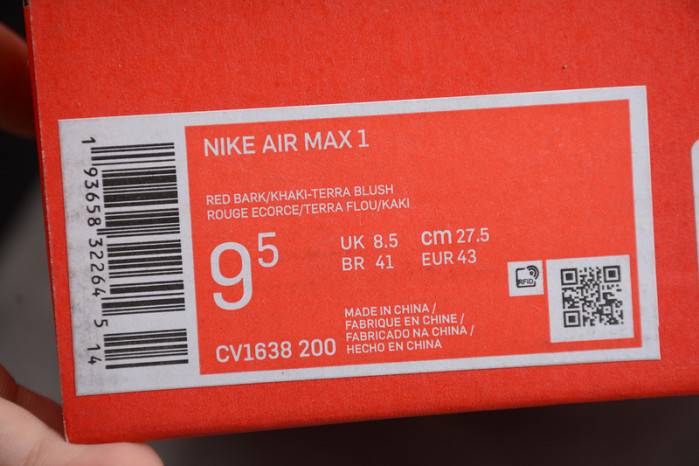 NIKE AIR MAX 1
RED BARK/KHAKI-TERRA BLUSH
ROUGE ECORCE/TERRA FLOU/KAKI
9⁵
UK 8.5 cm 27.5
BR 41 EUR 43
CV1638 200
MADE IN CHINA /
FABRIQUE EN CHINE /
FABRICADO NA CHINA /
HECHO EN CHINA
RFID
1 93658 32264 5 14